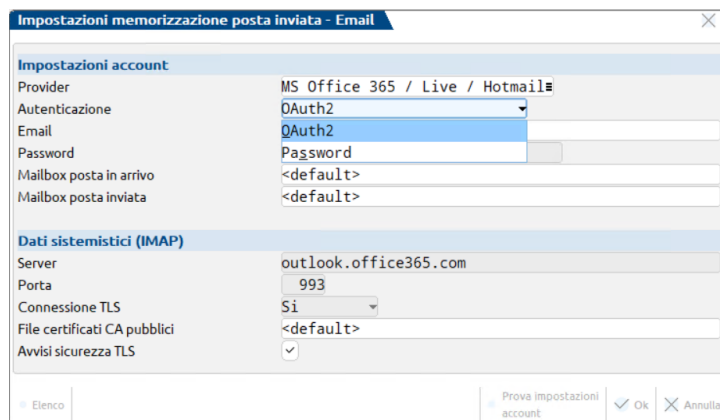 Impostazioni memorizzazione posta inviata - Email
Impostazioni account
Provider MS Office 365 / Live / Hotmail
Autenticazione OAuth2
Email OAuth2
Password Password
Mailbox posta in arrivo <default>
Mailbox posta inviata <default>
Dati sistemistici (IMAP)
Server outlook.office365.com
Porta 993
Connessione TLS Si
File certificati CA pubblici <default>
Avvisi sicurezza TLS
Elenco Prova impostazioni account Ok Annulla